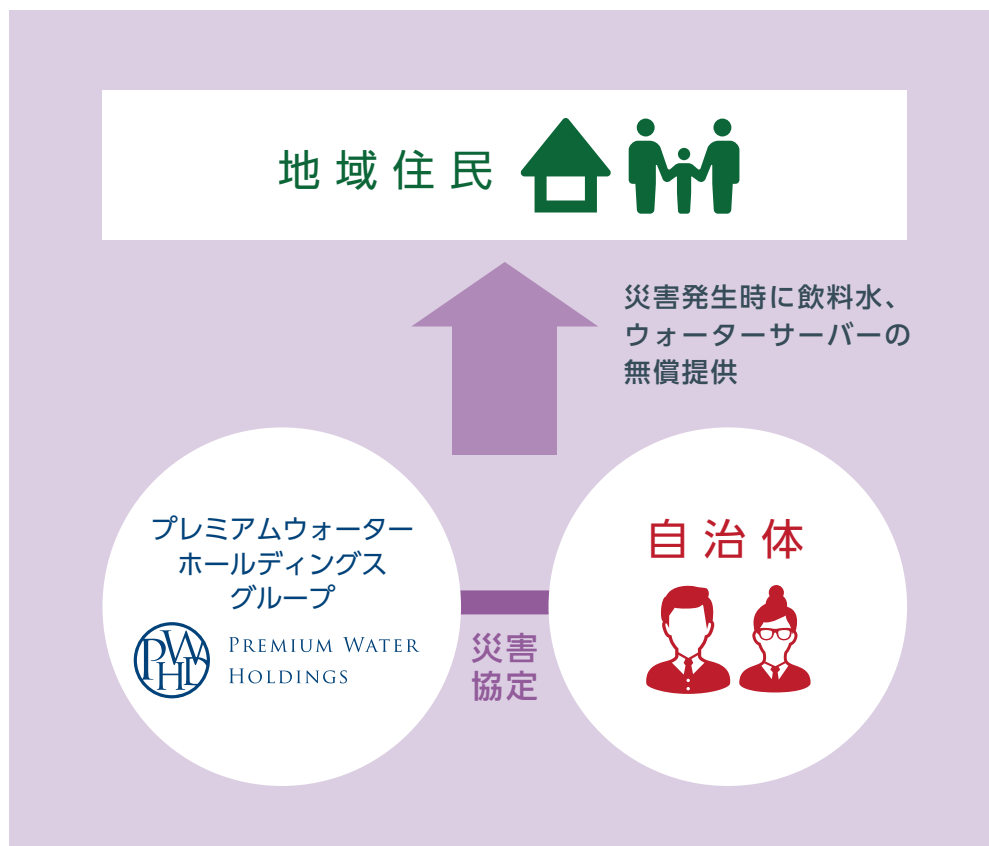 地域住民
災害発生時に飲料水、
ウォーターサーバーの
無償提供
プレミアムウォーター
ホールディングス
グループ
PWHD
PREMIUM WATER
HOLDINGS
災害
協定
自治体